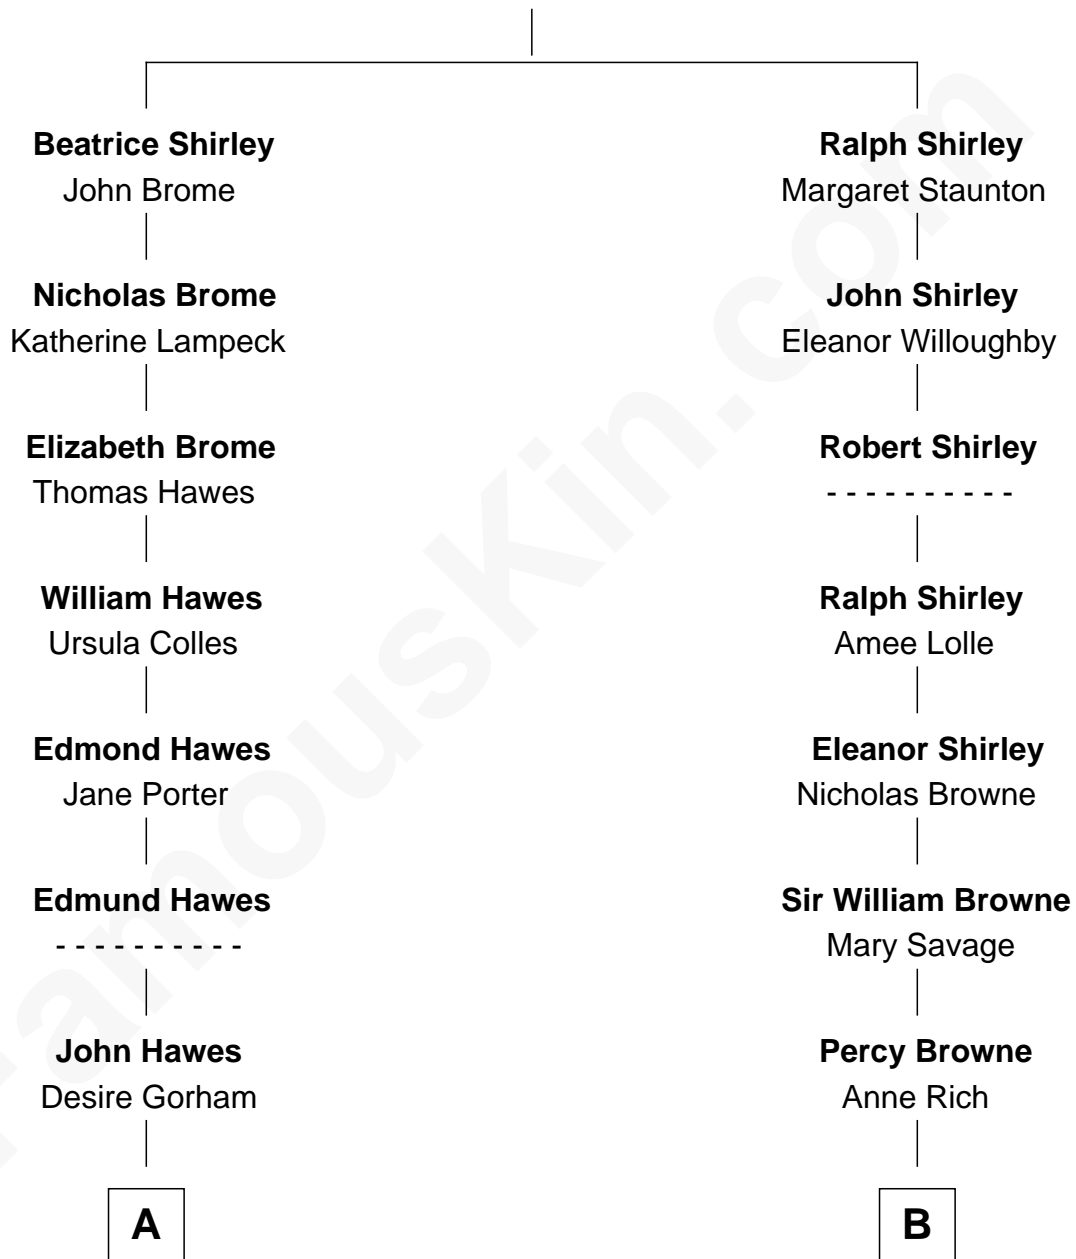 Beatrice Shirley
John Brome
Nicholas Brome
Katherine Lampeck
Elizabeth Brome
Thomas Hawes
William Hawes
Ursula Colles
Edmond Hawes
Jane Porter
Edmund Hawes
- - - - - - - - - -
John Hawes
Desire Gorham
A
Ralph Shirley
Margaret Staunton
John Shirley
Eleanor Willoughby
Robert Shirley
- - - - - - - - - -
Ralph Shirley
Amee Lolle
Eleanor Shirley
Nicholas Browne
Sir William Browne
Mary Savage
Percy Browne
Anne Rich
B
FamousKin.com